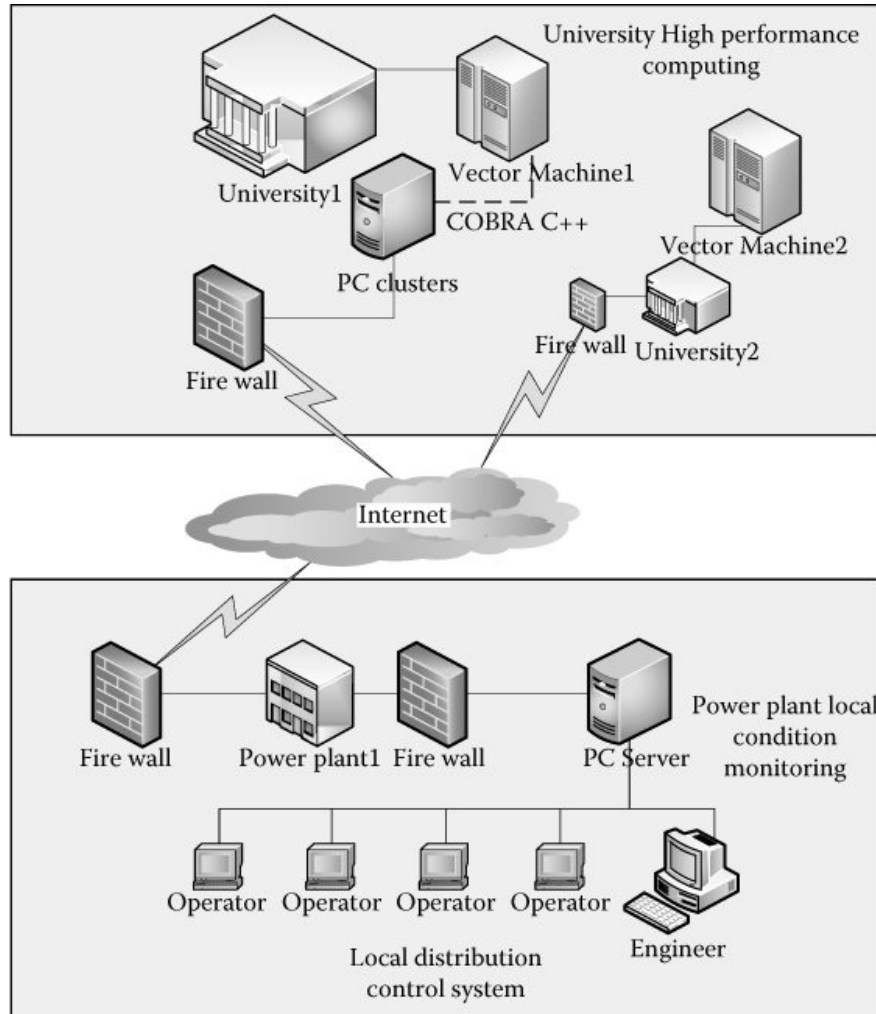 University High performance
computing
University1
Vector Machine1
COBRA C++
PC clusters
Vector Machine2
Fire wall
Fire wall
University2
Internet
Fire wall
Power plant1
Fire wall
PC Server
Power plant local
condition
monitoring
Operator
Operator
Operator
Operator
Engineer
Local distribution
control system